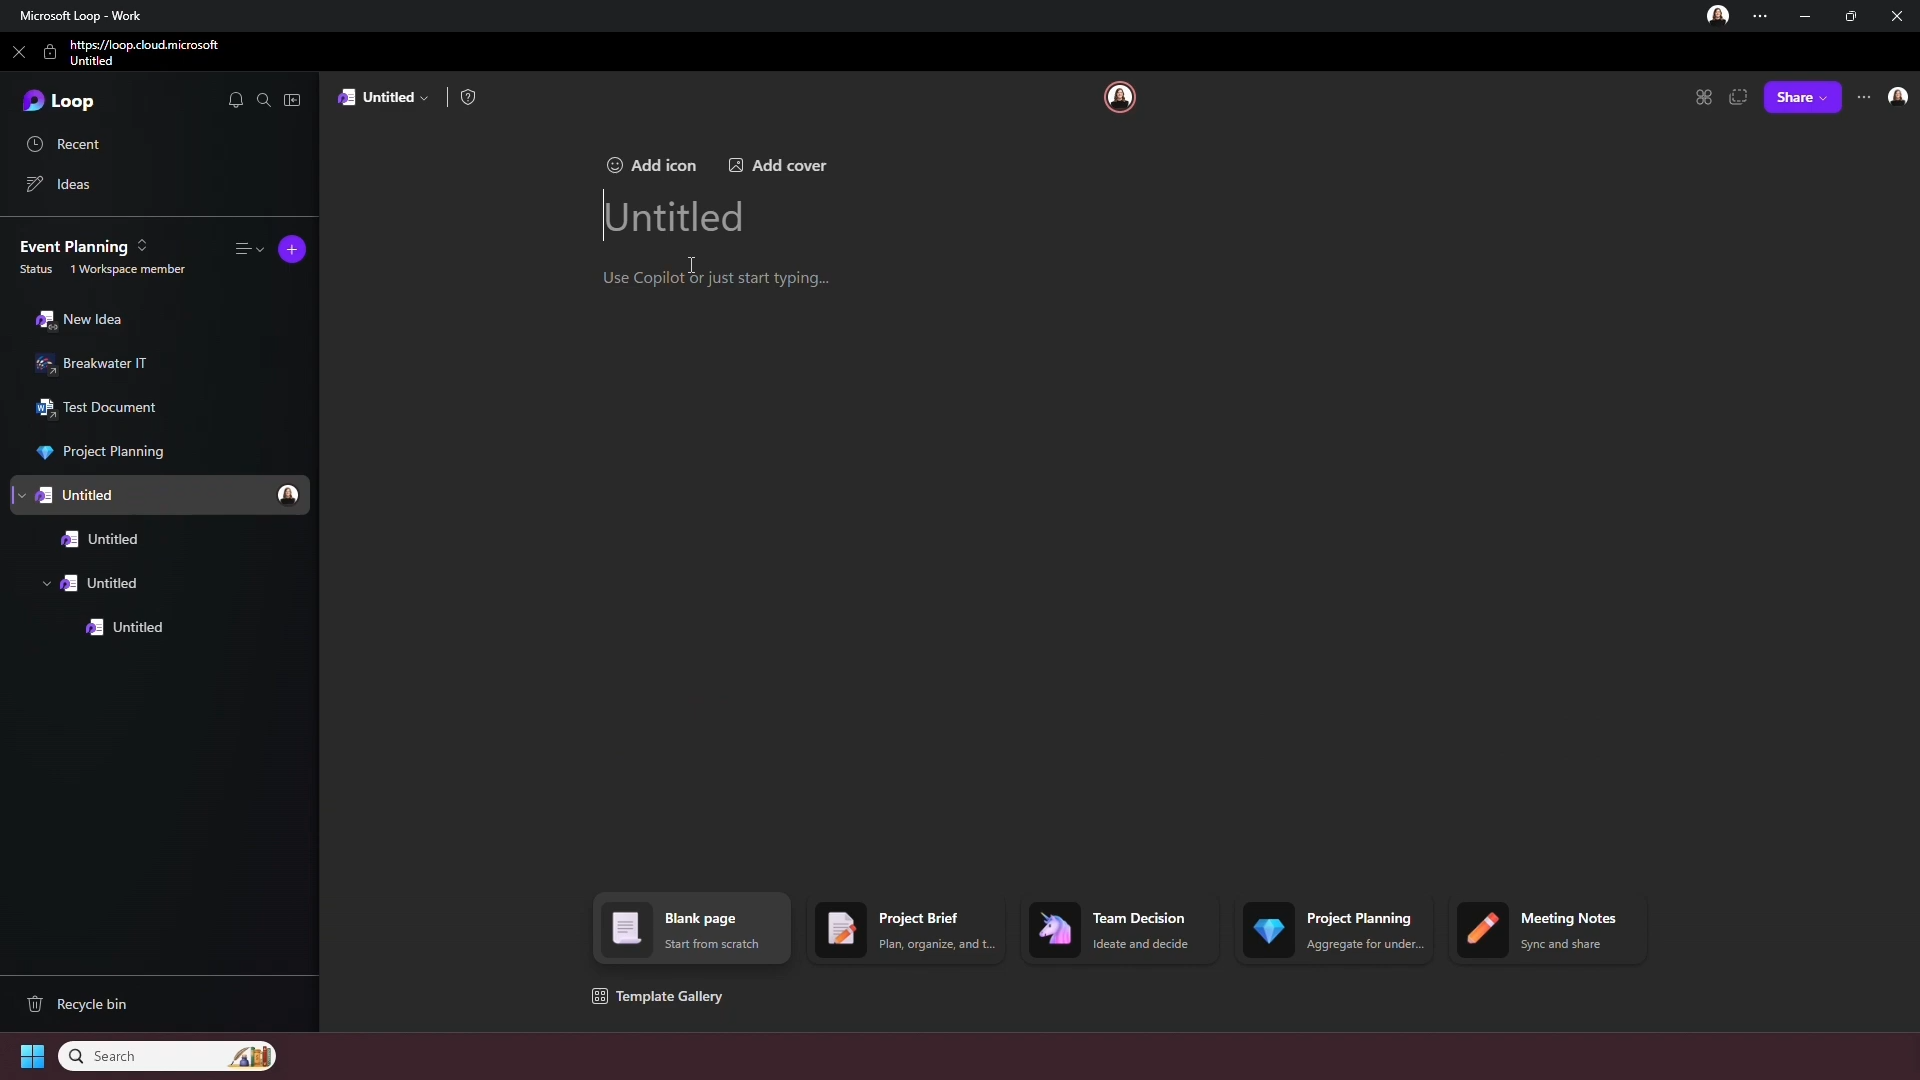 Microsoft Loop - Work
https://loop.cloud.microsoft
Untitled
Loop
Recent
Ideas
Event Planning
Status 1 Workspace member
New Idea
Breakwater IT
Test Document
Project Planning
Untitled
Untitled
Untitled
Untitled
Recycle bin
Untitled
Share
Add icon Add cover
Untitled
Use Copilot or just start typing...
Blank page
Start from scratch
Project Brief
Plan, organize, and t...
Team Decision
Ideate and decide
Project Planning
Aggregate for under...
Meeting Notes
Sync and share
Template Gallery
Search